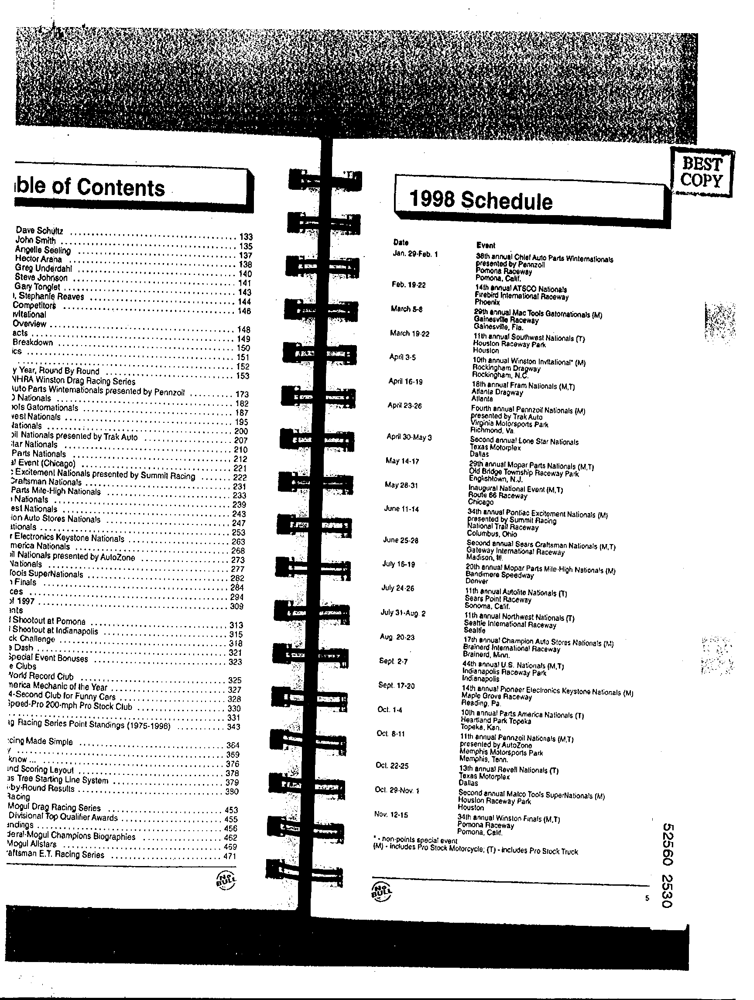 BEST
COPY
ble of Contents
Dave Schultz 133
John Smith 135
Angelle Seeling 137
Hector Arana 138
Greg Underdahl 140
Steve Johnson 141
Gary Tonglet 143
, Stephanie Reaves 144
Competitors 146
vitational
Overview 148
acts 149
Breakdown 150
ics 151
152
y Year, Round By Round 153
NHRA Winston Drag Racing Series
uto Parts Winternationals presented by Pennzoil 173
O Nationals 182
ools Gatornationals 187
vest Nationals 195
Nationals 200
oil Nationals presented by Trak Auto 207
tar Nationals 210
Parts Nationals 212
al Event (Chicago) 221
c Excitement Nationals presented by Summit Racing 222
Craftsman Nationals 231
Parts Mile-High Nationals 233
Nationals 239
est Nationals 243
ion Auto Stores Nationals 247
ationals 253
r Electronics Keystone Nationals 263
merica Nationals 268
il Nationals presented by AutoZone 273
Nationals 277
Tools SuperNationals 282
Finals 284
ces 294
of 1997 309
nts
l Shootout at Pomona 313
l Shootout at Indianapolis 315
ck Challenge 318
s Dash 321
Special Event Bonuses 323
e Clubs
World Record Club 325
merica Mechanic of the Year 327
4-Second Club for Funny Cars 328
Speed-Pro 200-mph Pro Stock Club 330
331
ag Racing Series Point Standings (1975-1996) 343
acing Made Simple 364
y 369
know ... 376
and Scoring Layout 378
as Tree Starting Line System 379
-by-Round Results 380
Racing
Mogul Drag Racing Series 453
Divisional Top Qualifier Awards 455
andings 456
deral-Mogul Champions Biographies 462
Mogul Allstars 469
raftsman E.T. Racing Series 471
No
BULL
1998 Schedule
Date Event
Jan. 29-Feb. 1 38th annual Chief Auto Parts Winternationals
presented by Pennzoil
Pomona Raceway
Pomona, Calif.
Feb. 19-22 14th annual ATSCO Nationals
Firebird International Raceway
Phoenix
March 5-8 29th annual Mac Tools Gatornationals (M)
Gainesville Raceway
Gainesville, Fla.
March 19-22 11th annual Southwest Nationals (T)
Houston Raceway Park
Houston
April 3-5 10th annual Winston Invitational* (M)
Rockingham Dragway
Rockingham, N.C.
April 16-19 18th annual Fram Nationals (M,T)
Atlanta Dragway
Atlanta
April 23-26 Fourth annual Pennzoil Nationals (M)
presented by Trak Auto
Virginia Motorsports Park
Richmond, Va.
April 30-May 3 Second annual Lone Star Nationals
Texas Motorplex
Dallas
May 14-17 29th annual Mopar Parts Nationals (M,T)
Old Bridge Township Raceway Park
Englishtown, N.J.
May 28-31 Inaugural National Event (M,T)
Route 66 Raceway
Chicago
June 11-14 34th annual Pontiac Excitement Nationals (M)
presented by Summit Racing
National Trail Raceway
Columbus, Ohio
June 25-28 Second annual Sears Craftsman Nationals (M,T)
Gateway International Raceway
Madison, Ill.
July 16-19 20th annual Mopar Parts Mile-High Nationals (M)
Bandimere Speedway
Denver
July 24-26 11th annual Autolite Nationals (T)
Sears Point Raceway
Sonoma, Calif.
July 31-Aug. 2 11th annual Northwest Nationals (T)
Seattle International Raceway
Seattle
Aug. 20-23 17th annual Champion Auto Stores Nationals (M)
Brainerd International Raceway
Brainerd, Minn.
Sept. 2-7 44th annual U.S. Nationals (M,T)
Indianapolis Raceway Park
Indianapolis
Sept. 17-20 14th annual Pioneer Electronics Keystone Nationals (M)
Maple Grove Raceway
Reading, Pa.
Oct. 1-4 10th annual Parts America Nationals (T)
Heartland Park Topeka
Topeka, Kan.
Oct. 8-11 11th annual Pennzoil Nationals (M,T)
presented by AutoZone
Memphis Motorsports Park
Memphis, Tenn.
Oct. 22-25 13th annual Revell Nationals (T)
Texas Motorplex
Dallas
Oct. 29-Nov. 1 Second annual Matco Tools SuperNationals (M)
Houston Raceway Park
Houston
Nov. 12-15 34th annual Winston Finals (M,T)
Pomona Raceway
Pomona, Calif.
* - non-points special event
(M) - includes Pro Stock Motorcycle; (T) - includes Pro Stock Truck
No
BULL
5
52560 2530